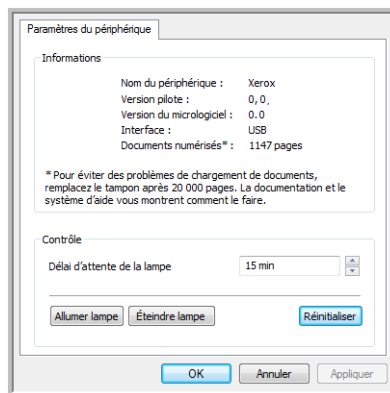 Paramètres du périphérique
Informations
Nom du périphérique : Xerox
Version pilote : 0, 0,
Version du micrologiciel : 0.0
Interface : USB
Documents numérisés* : 1147 pages
* Pour éviter des problèmes de chargement de documents,
remplacez le tampon après 20 000 pages. La documentation et le
système d'aide vous montrent comment le faire.
Contrôle
Délai d'attente de la lampe 15 min
Allumer lampe Éteindre lampe Réinitialiser
OK Annuler Appliquer